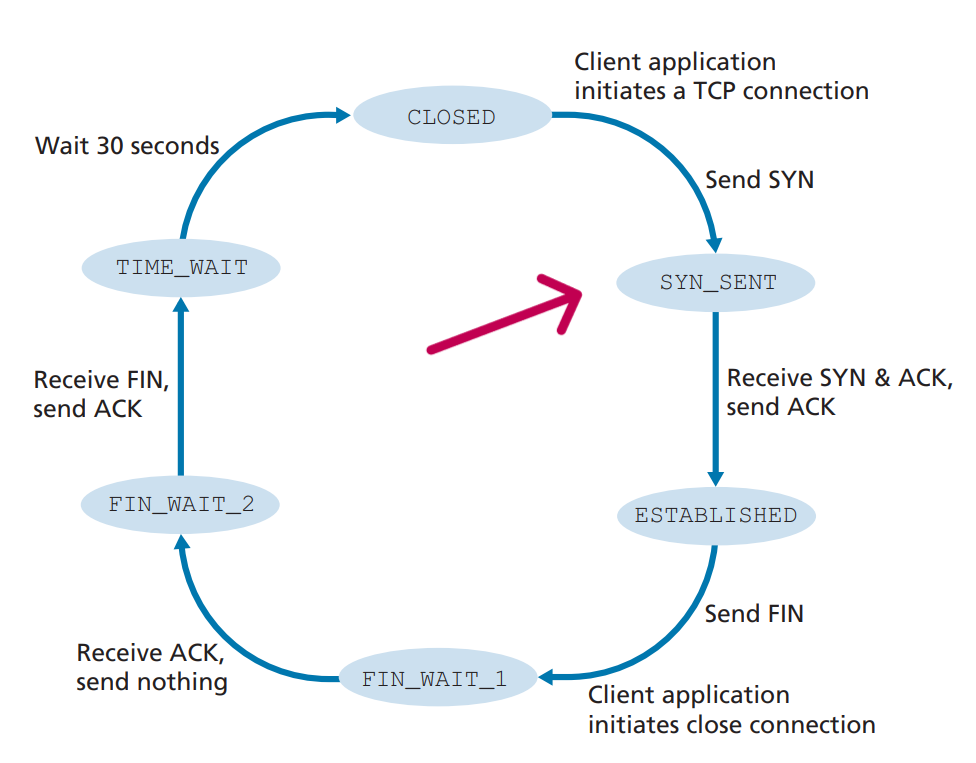 Client application
initiates a TCP connection
CLOSED
Wait 30 seconds
Send SYN
TIME_WAIT
SYN_SENT
Receive FIN,
send ACK
Receive SYN & ACK,
send ACK
FIN_WAIT_2
ESTABLISHED
Send FIN
Receive ACK,
send nothing
FIN_WAIT_1
Client application
initiates close connection